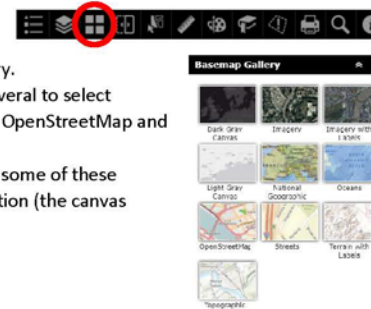 ry.
veral to select
OpenStreetMap and
some of these
tion (the canvas
Basemap Gallery
Dark Gray
Canvas
Imagery
Imagery with
Labels
Light Gray
Canvas
National
Geographic
Oceans
OpenStreetMap
Streets
Terrain with
Labels
Topographic